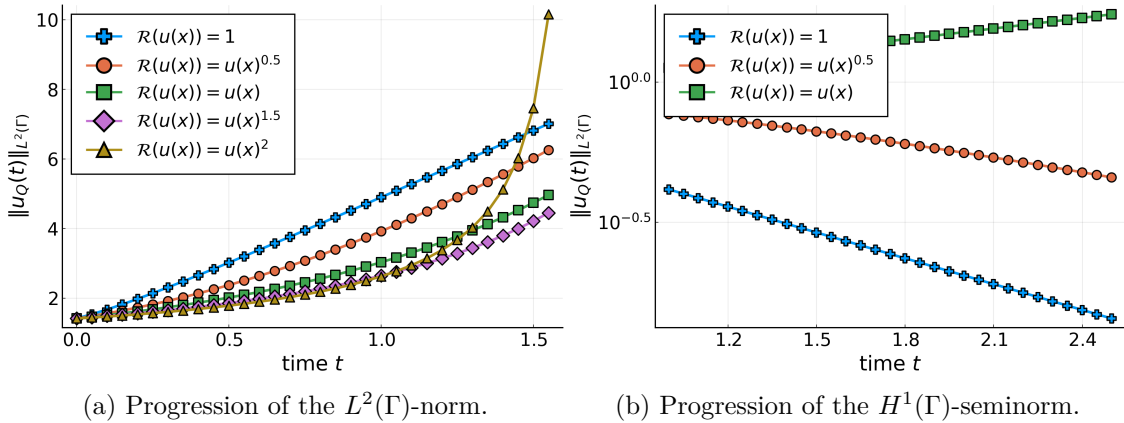 10
8
6
4
2
‖u_Q(t)‖_{L²(Γ)}
R(u(x)) = 1
R(u(x)) = u(x)^{0.5}
R(u(x)) = u(x)
R(u(x)) = u(x)^{1.5}
R(u(x)) = u(x)^2
0.0 0.5 1.0 1.5
time t
(a) Progression of the L²(Γ)-norm.
10^{0.0}
10^{−0.5}
‖u_Q(t)‖_{L²(Γ)}
R(u(x)) = 1
R(u(x)) = u(x)^{0.5}
R(u(x)) = u(x)
1.2 1.5 1.8 2.1 2.4
time t
(b) Progression of the H¹(Γ)-seminorm.